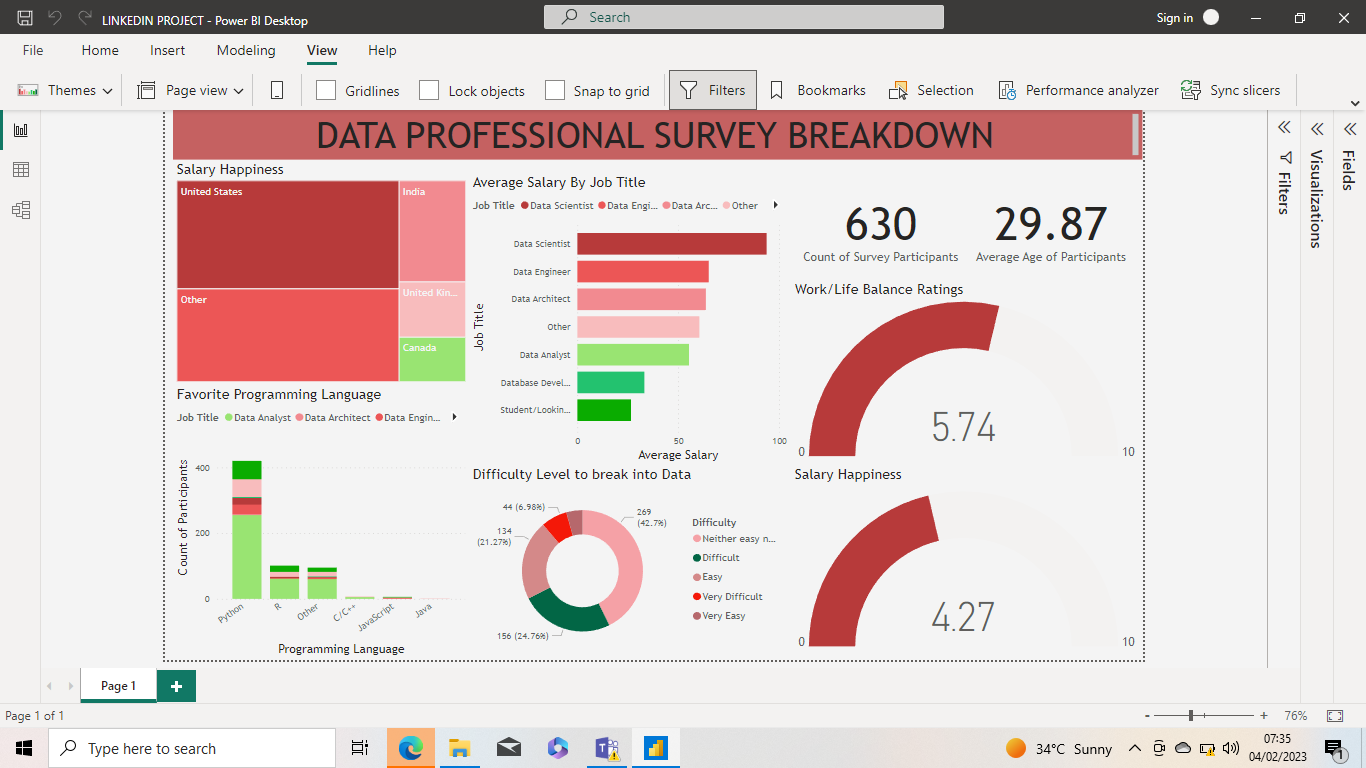 LINKEDIN PROJECT - Power BI Desktop
Search
Sign in
File Home Insert Modeling View Help
Themes Page view Gridlines Lock objects Snap to grid Filters Bookmarks Selection Performance analyzer Sync slicers
DATA PROFESSIONAL SURVEY BREAKDOWN
Salary Happiness
United States
India
Other
United Kin...
Canada
Favorite Programming Language
Job Title Data Analyst Data Architect Data Engin...
Count of Participants
400
200
0
Python R Other C/C++ JavaScript Java
Programming Language
Average Salary By Job Title
Job Title Data Scientist Data Engi... Data Arc... Other
Job Title
Data Scientist
Data Engineer
Data Architect
Other
Data Analyst
Database Devel...
Student/Lookin...
0 50 100
Average Salary
Difficulty Level to break into Data
44 (6.98%)
269
(42.7%)
134
(21.27%)
156 (24.76%)
Difficulty
Neither easy n...
Difficult
Easy
Very Difficult
Very Easy
630
Count of Survey Participants
29.87
Average Age of Participants
Work/Life Balance Ratings
5.74
0 10
Salary Happiness
4.27
0 10
Filters
Visualizations
Fields
Page 1
Page 1 of 1
76%
Type here to search
34°C Sunny
07:35
04/02/2023
1